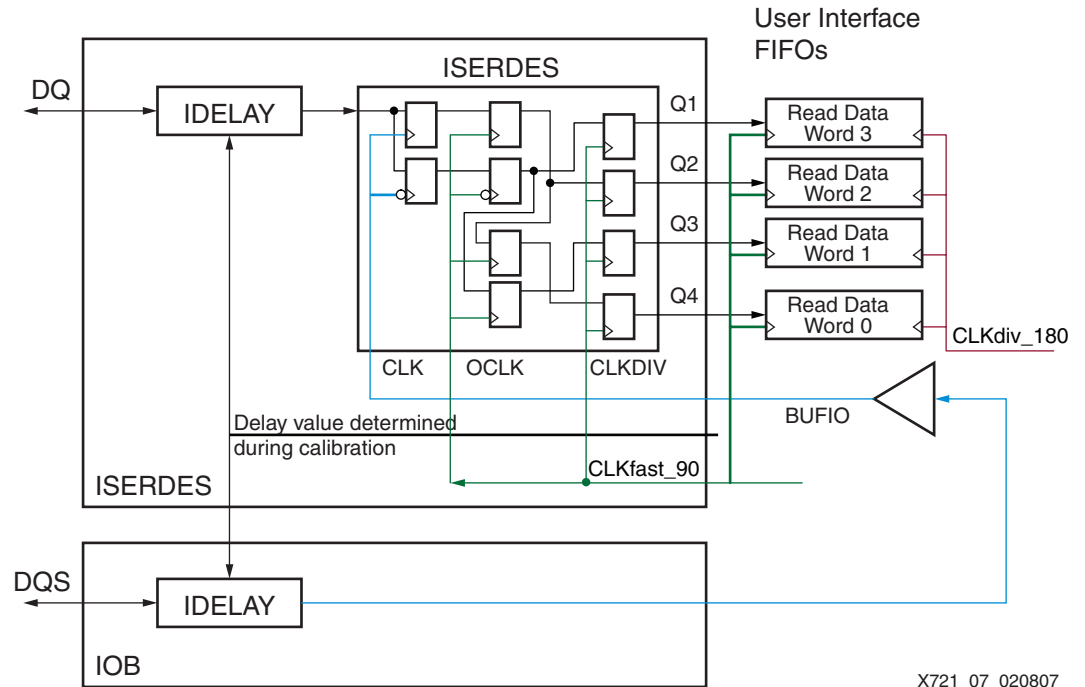 User Interface
FIFOs
ISERDES
DQ
IDELAY
Q1
Read Data
Word 3
Q2
Read Data
Word 2
Q3
Read Data
Word 1
Q4
Read Data
Word 0
CLKdiv_180
CLK
OCLK
CLKDIV
BUFIO
Delay value determined
during calibration
CLKfast_90
ISERDES
DQS
IDELAY
IOB
X721_07_020807